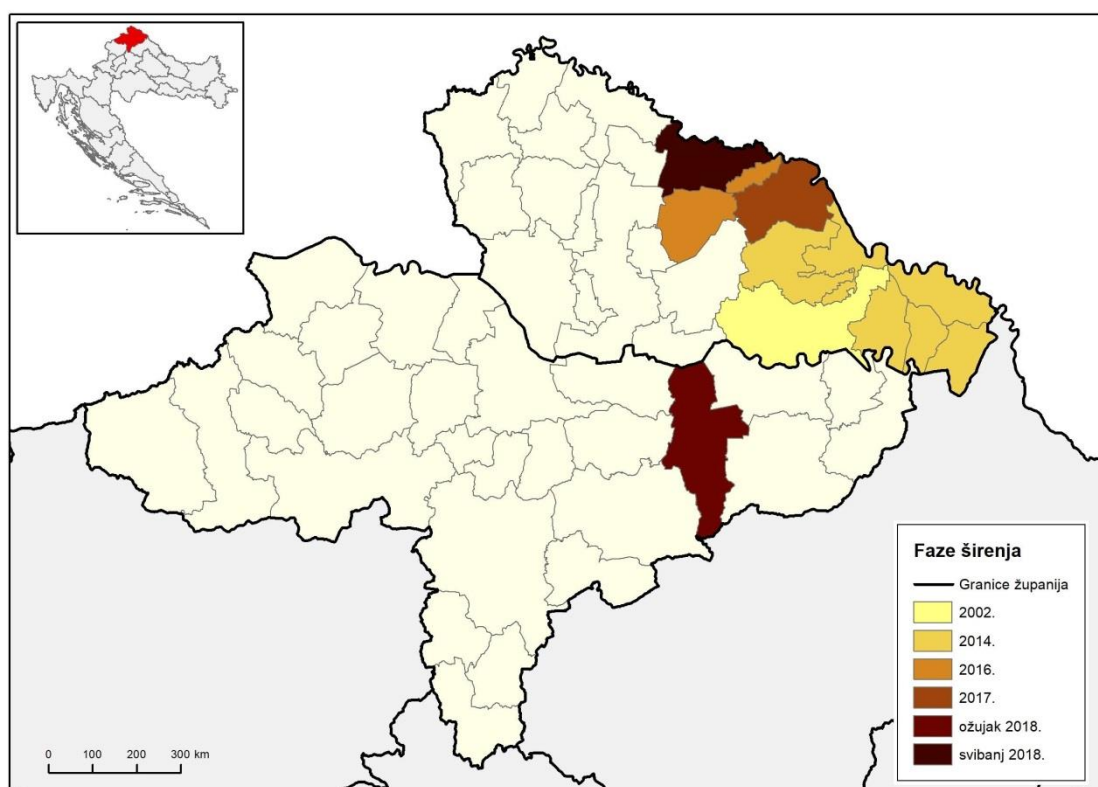 Faze širenja
Granice županija
2002.
2014.
2016.
2017.
ožujak 2018.
svibanj 2018.
0 100 200 300 km